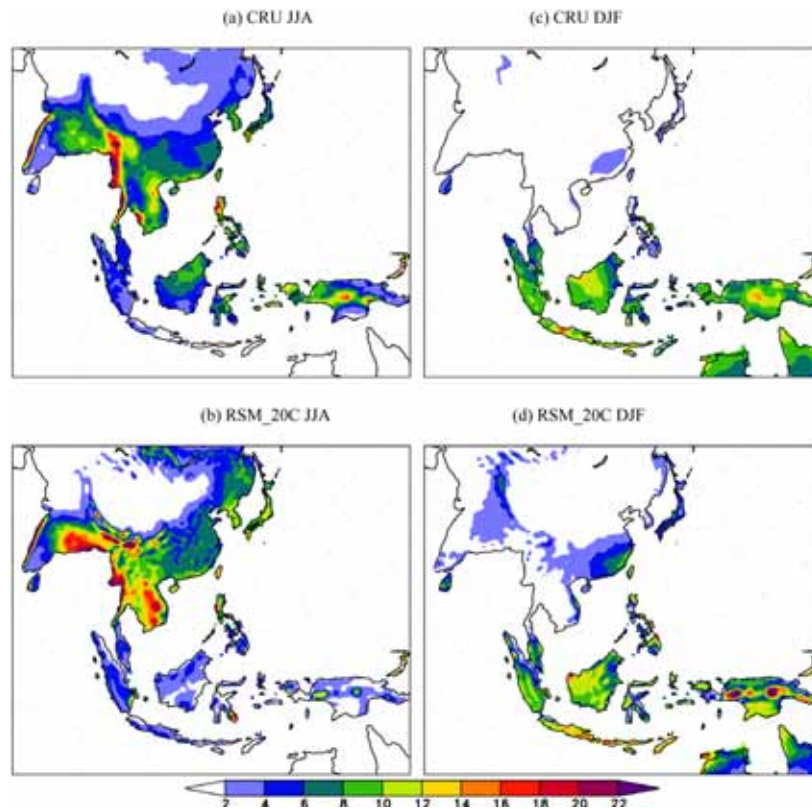 (a) CRU JJA
(c) CRU DJF
(b) RSM_20C JJA
(d) RSM_20C DJF
2 4 6 8 10 12 14 16 18 20 22